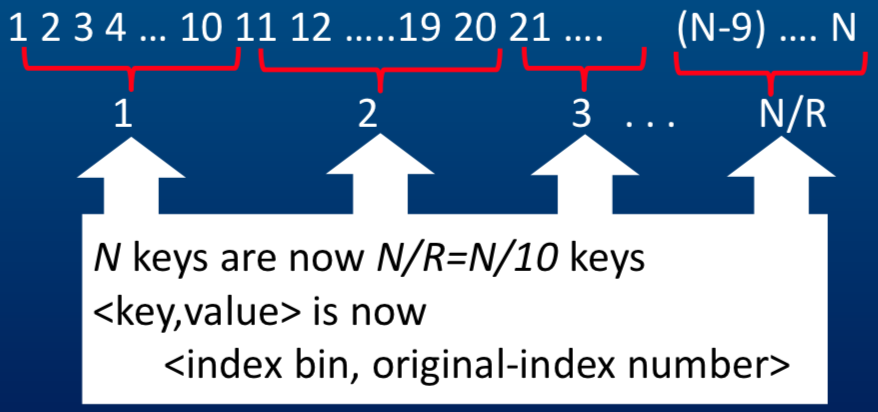 1 2 3 4 ... 10 11 12 .....19 20 21 .... (N-9) .... N
1 2 3 . . . N/R
N keys are now N/R=N/10 keys
<key,value> is now
<index bin, original-index number>